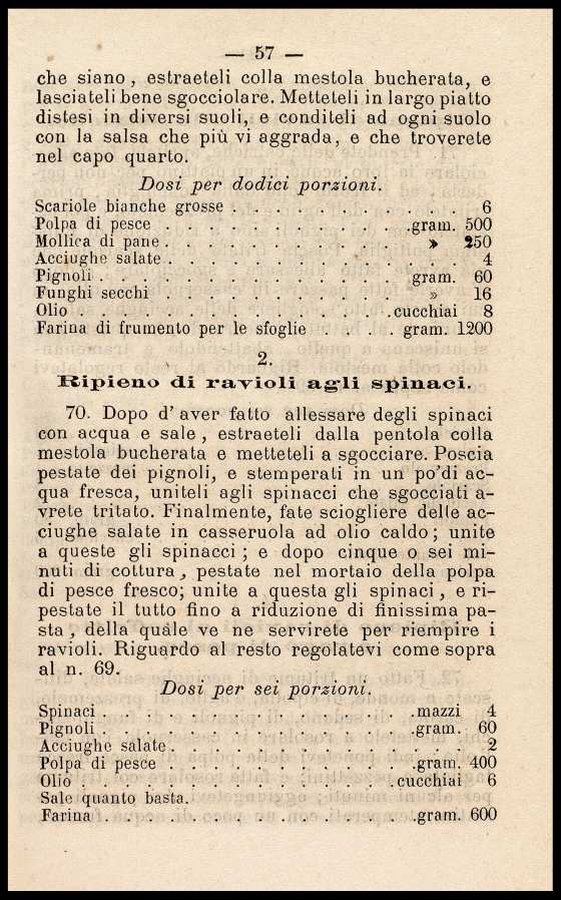 — 57 —
che siano, estraeteli colla mestola bucherata, e
lasciateli bene sgocciolare. Metteteli in largo piatto
distesi in diversi suoli, e conditeli ad ogni suolo
con la salsa che più vi aggrada, e che troverete
nel capo quarto.
Dosi per dodici porzioni.
Scariole bianche grosse . . . . . . . . . . . 6
Polpa di pesce . . . . . . . . . . . .gram. 500
Mollica di pane . . . . . . . . . . . . » 250
Acciughe salate . . . . . . . . . . . . . . 4
Pignoli . . . . . . . . . . . . . . gram. 60
Funghi secchi . . . . . . . . . . . . » 16
Olio . . . . . . . . . . . . . .cucchiai 8
Farina di frumento per le sfoglie . . . gram. 1200
2.
Ripieno di ravioli agli spinaci.
70. Dopo d' aver fatto allessare degli spinaci
con acqua e sale, estraeteli dalla pentola colla
mestola bucherata e metteteli a sgocciare. Poscia
pestate dei pignoli, e stemperati in un po'di ac-
qua fresca, uniteli agli spinacci che sgocciati a-
vrete tritato. Finalmente, fate sciogliere delle ac-
ciughe salate in casseruola ad olio caldo; unite
a queste gli spinacci; e dopo cinque o sei mi-
nuti di cottura, pestate nel mortaio della polpa
di pesce fresco; unite a questa gli spinaci, e ri-
pestate il tutto fino a riduzione di finissima pa-
sta, della quale ve ne servirete per riempire i
ravioli. Riguardo al resto regolatevi come sopra
al n. 69.
Dosi per sei porzioni.
Spinaci . . . . . . . . . . . . . .mazzi 4
Pignoli . . . . . . . . . . . . . .gram. 60
Acciughe salate . . . . . . . . . . . . . . 2
Polpa di pesce . . . . . . . . . . . .gram. 400
Olio . . . . . . . . . . . . . .cucchiai 6
Sale quanto basta.
Farina . . . . . . . . . . . . . .gram. 600